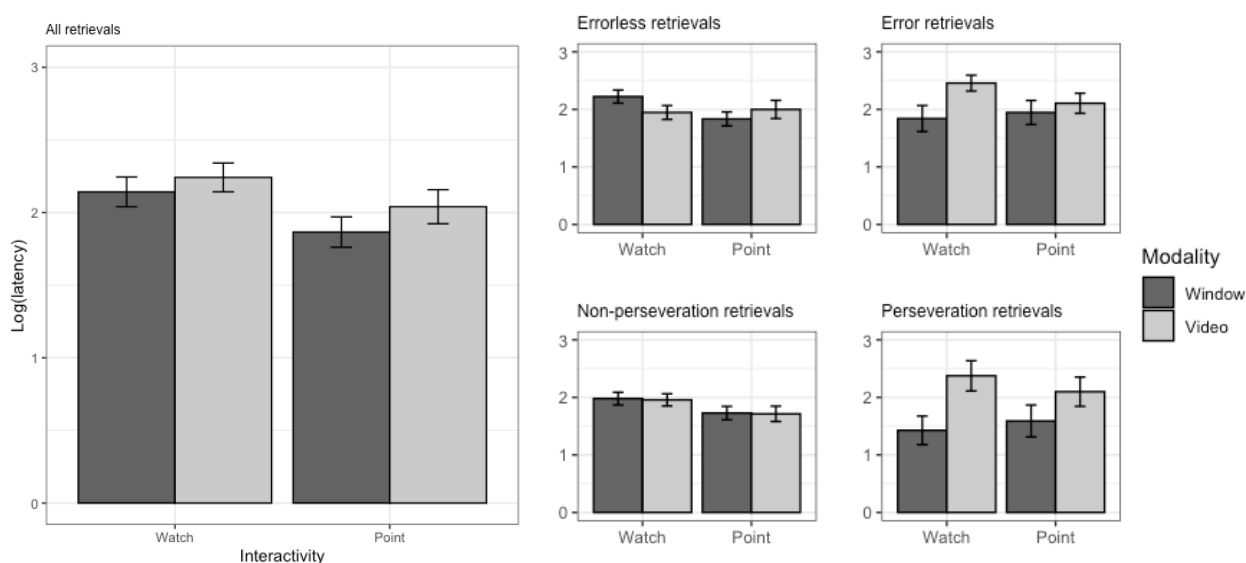 All retrievals
3
2
1
0
Log(latency)
Watch Point
Interactivity
Errorless retrievals
3
2
1
0
Watch Point
Error retrievals
3
2
1
0
Watch Point
Non-perseveration retrievals
3
2
1
0
Watch Point
Perseveration retrievals
3
2
1
0
Watch Point
Modality
Window
Video